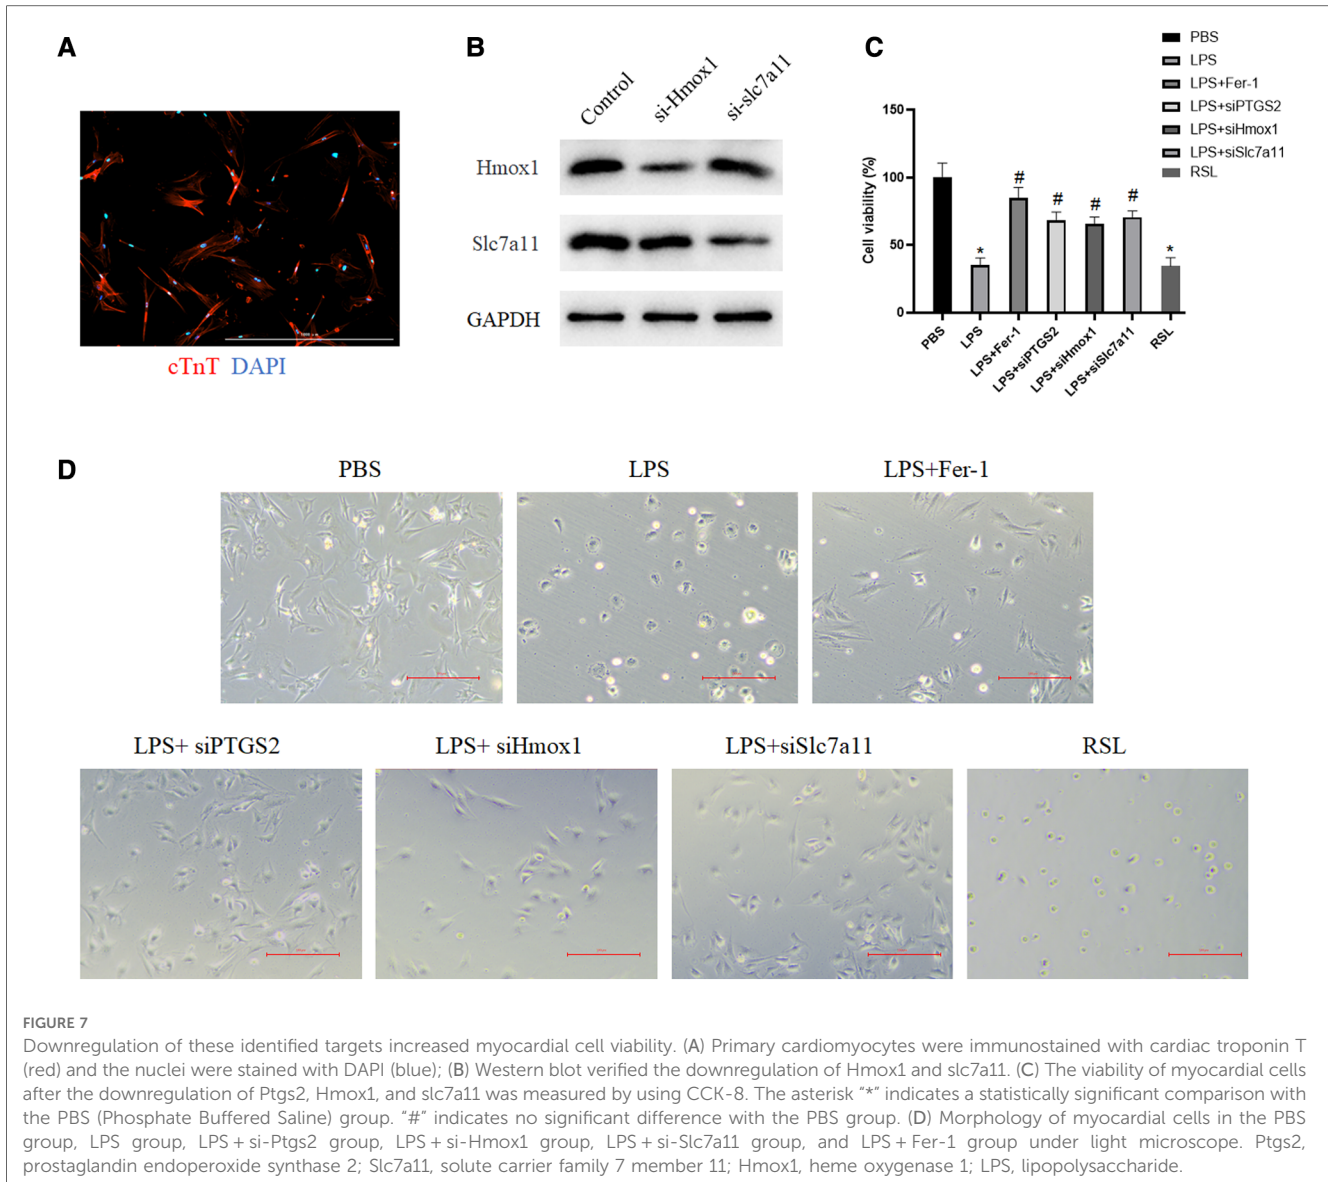 A
cTnT DAPI
B
Control
si-Hmox1
si-slc7a11
Hmox1
Slc7a11
GAPDH
C
PBS
LPS
LPS+Fer-1
LPS+siPTGS2
LPS+siHmox1
LPS+siSlc7a11
RSL
Cell viability (%)
150
100
50
0
*
#
#
#
#
*
PBS
LPS
LPS+Fer-1
LPS+siPTGS2
LPS+siHmox1
LPS+siSlc7a11
RSL
D
PBS
LPS
LPS+Fer-1
LPS+ siPTGS2
LPS+ siHmox1
LPS+siSlc7a11
RSL
FIGURE 7
Downregulation of these identified targets increased myocardial cell viability. (A) Primary cardiomyocytes were immunostained with cardiac troponin T
(red) and the nuclei were stained with DAPI (blue); (B) Western blot verified the downregulation of Hmox1 and slc7a11. (C) The viability of myocardial cells
after the downregulation of Ptgs2, Hmox1, and slc7a11 was measured by using CCK-8. The asterisk "*" indicates a statistically significant comparison with
the PBS (Phosphate Buffered Saline) group. "#" indicates no significant difference with the PBS group. (D) Morphology of myocardial cells in the PBS
group, LPS group, LPS + si-Ptgs2 group, LPS + si-Hmox1 group, LPS + si-Slc7a11 group, and LPS + Fer-1 group under light microscope. Ptgs2,
prostaglandin endoperoxide synthase 2; Slc7a11, solute carrier family 7 member 11; Hmox1, heme oxygenase 1; LPS, lipopolysaccharide.